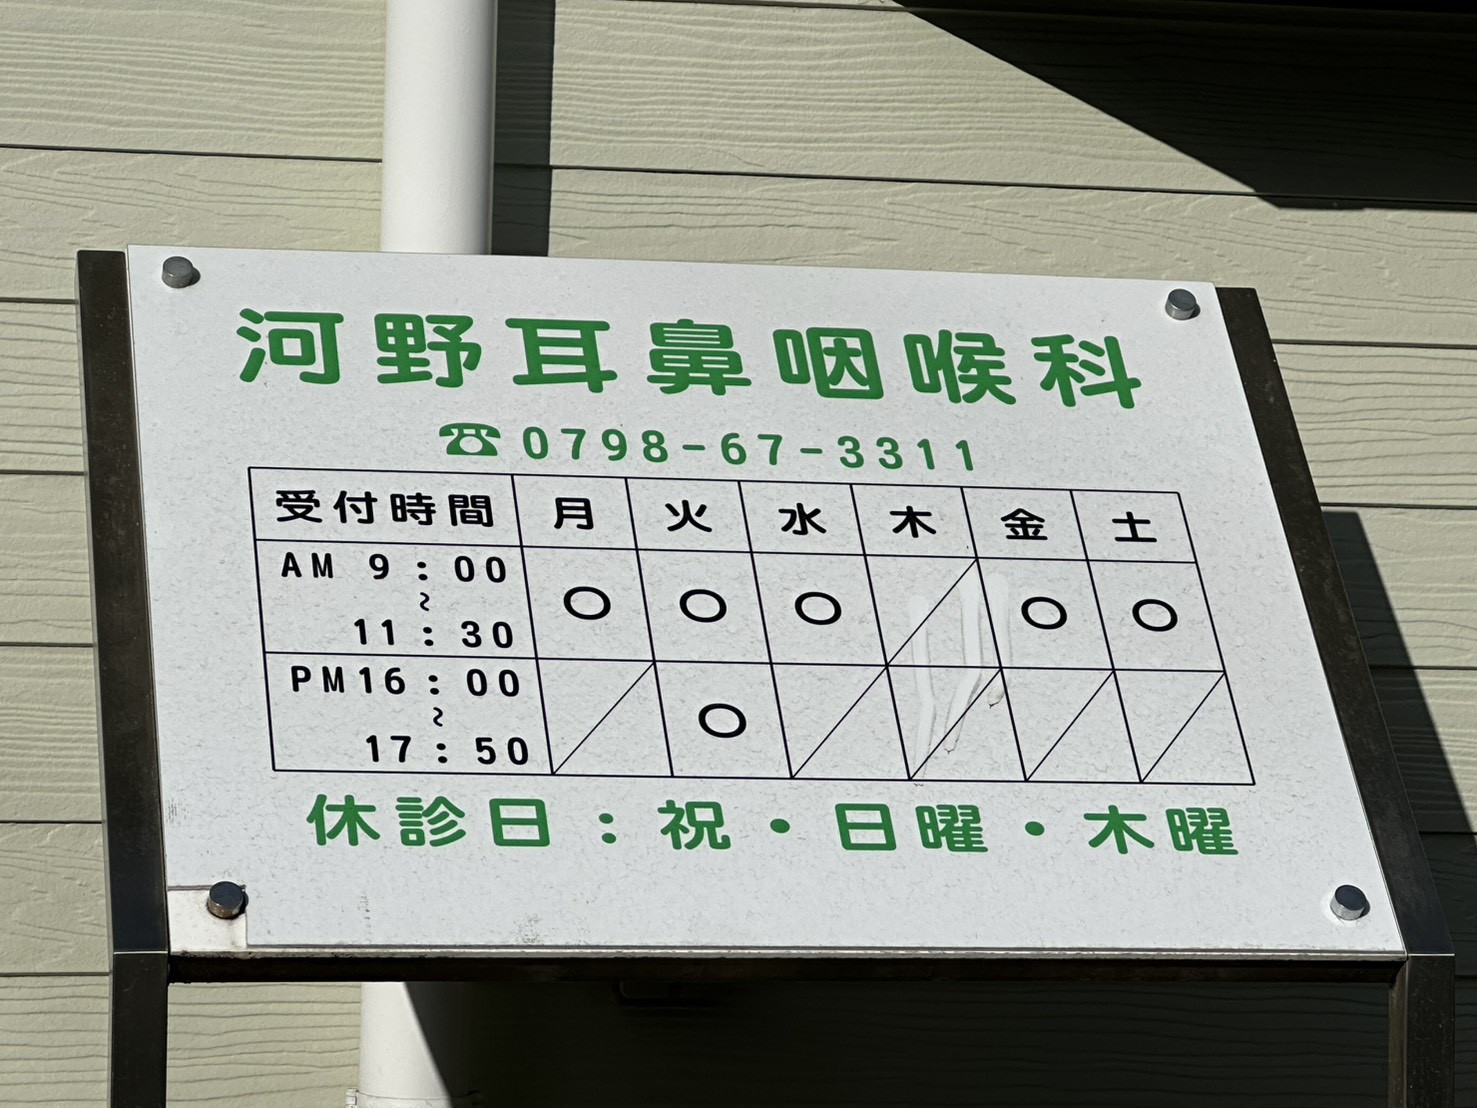 河野耳鼻咽喉科
☎0798-67-3311
受付時間 月 火 水 木 金 土
AM 9:00
~
11:30
○ ○ ○ ○ ○
PM16:00
~
17:50
○
休診日:祝・日曜・木曜